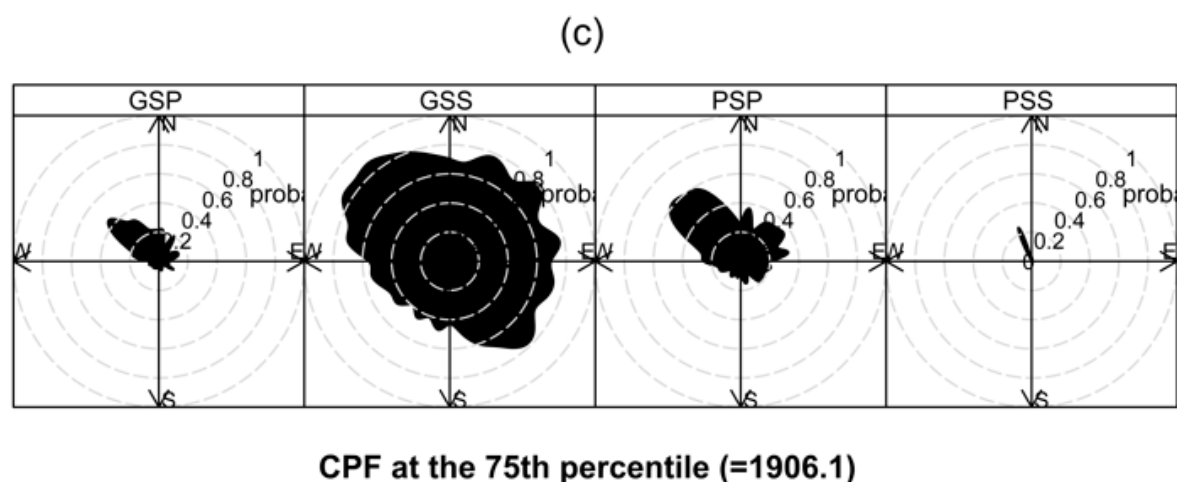 (c)
GSP GSS PSP PSS
N N N N
1 1 1 1
0.8 0.8 0.8 0.8
proba proba proba proba
0.6 0.6 0.6
0.4 0.4 0.4
.2 0.2
W E W E W E W E
0
S S S S
CPF at the 75th percentile (=1906.1)